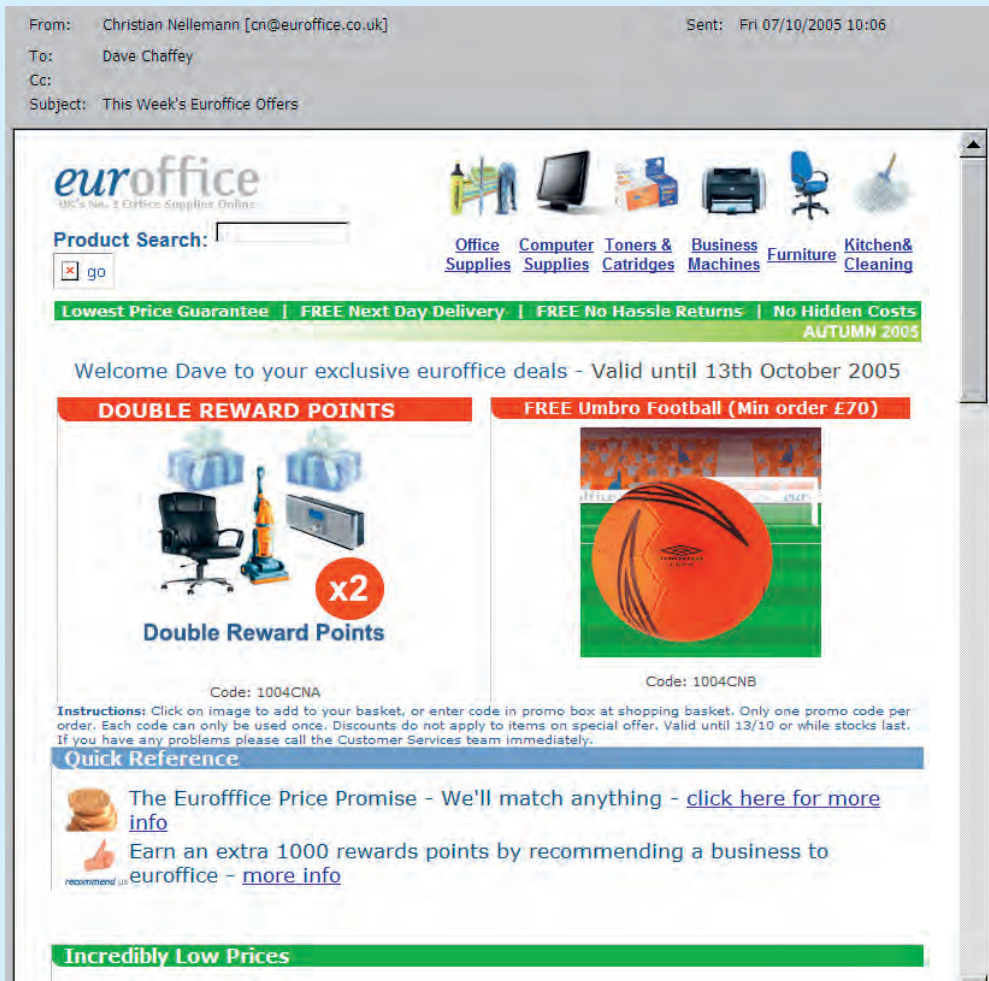 From: Christian Nellemann [cn@euroffice.co.uk] Sent: Fri 07/10/2005 10:06
To: Dave Chaffey
Cc:
Subject: This Week's Euroffice Offers
euroffice
UK's No. 1 Office Supplies Online
Product Search:
go
Office Supplies
Computer Supplies
Toners & Catridges
Business Machines
Furniture
Kitchen& Cleaning
Lowest Price Guarantee | FREE Next Day Delivery | FREE No Hassle Returns | No Hidden Costs
AUTUMN 2005
Welcome Dave to your exclusive euroffice deals - Valid until 13th October 2005
DOUBLE REWARD POINTS
x2
Double Reward Points
Code: 1004CNA
FREE Umbro Football (Min order £70)
Code: 1004CNB
Instructions: Click on image to add to your basket, or enter code in promo box at shopping basket. Only one promo code per
order. Each code can only be used once. Discounts do not apply to items on special offer. Valid until 13/10 or while stocks last.
If you have any problems please call the Customer Services team immediately.
Quick Reference
The Eurofffice Price Promise - We'll match anything - click here for more
info
Earn an extra 1000 rewards points by recommending a business to
recommend us euroffice - more info
Incredibly Low Prices